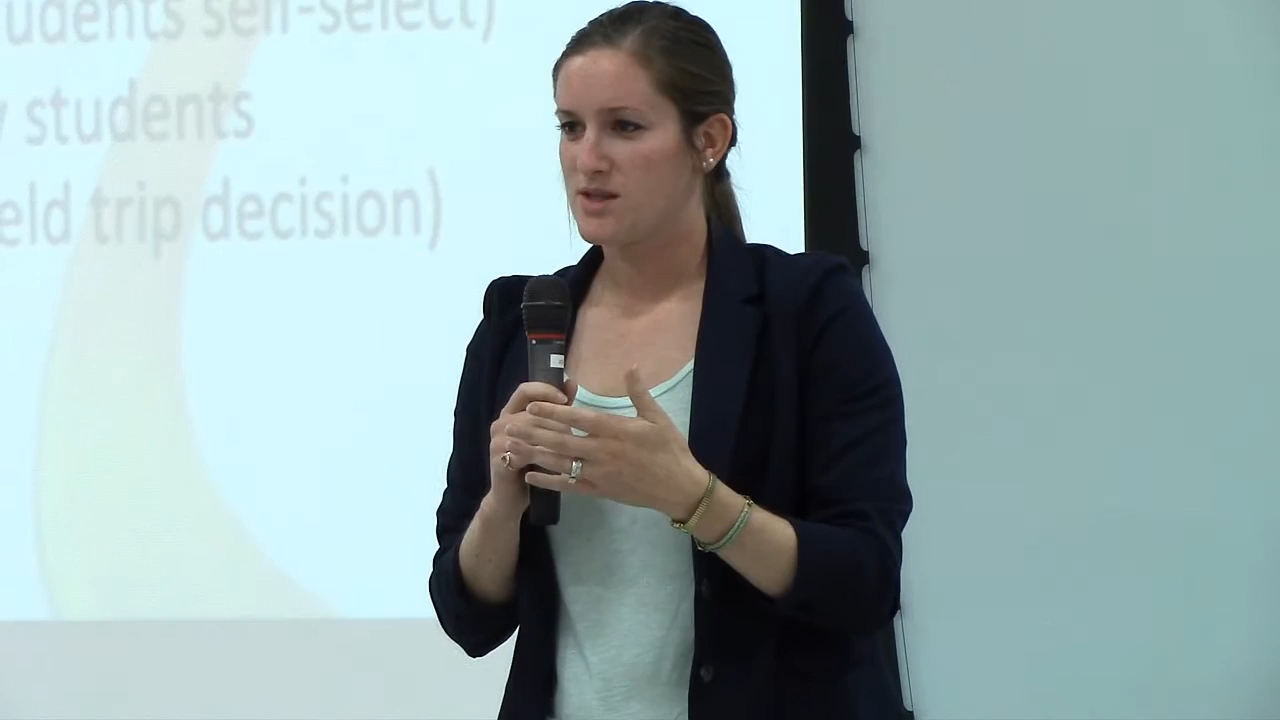 udents self-select)
y students
eld trip decision)